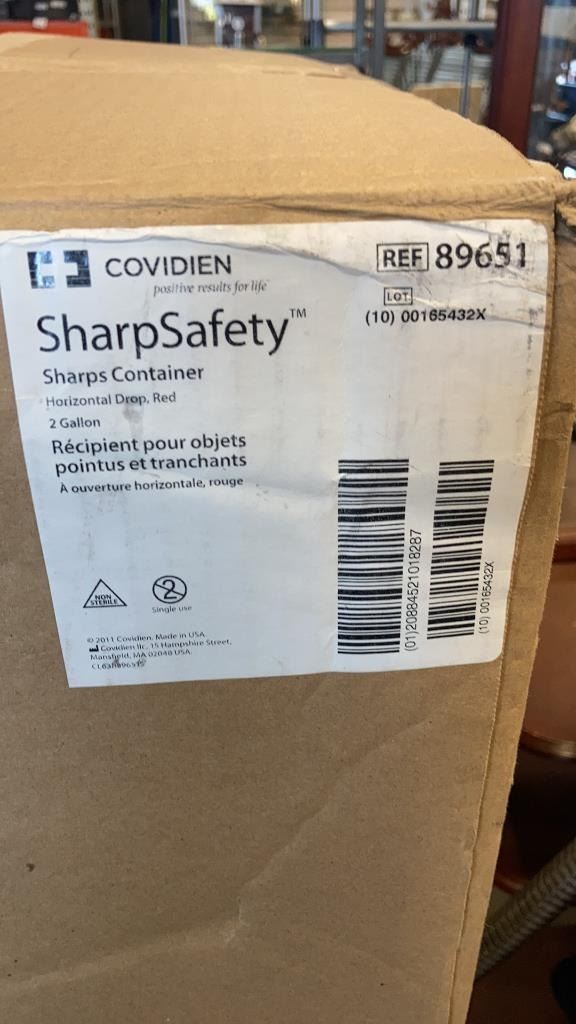 COVIDIEN
positive results for life
REF 89651
LOT
(10) 00165432X
SharpSafety™
Sharps Container
Horizontal Drop, Red
2 Gallon
Récipient pour objets
pointus et tranchants
À ouverture horizontale, rouge
NON
STERILE
2
Single use
© 2011 Covidien. Made in USA
Covidien llc, 15 Hampshire Street,
Mansfield, MA 02048 USA.
(01)20884521018287
(10) 00165432X